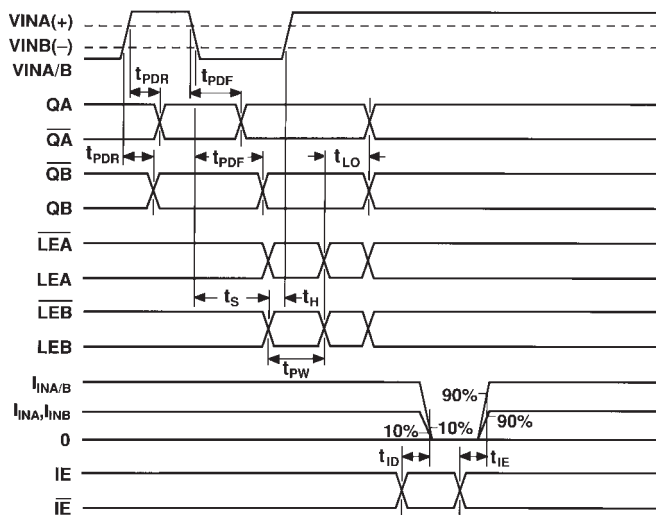 VINA(+)
VINB(–)
VINA/B
tPDR
tPDF
QA
QA
tPDR
tPDF
tLO
QB
QB
LEA
LEA
tS
tH
LEB
LEB
tPW
IINA/B
90%
IINA,IINB
10%
10%
90%
0
tID
tIE
IE
IE